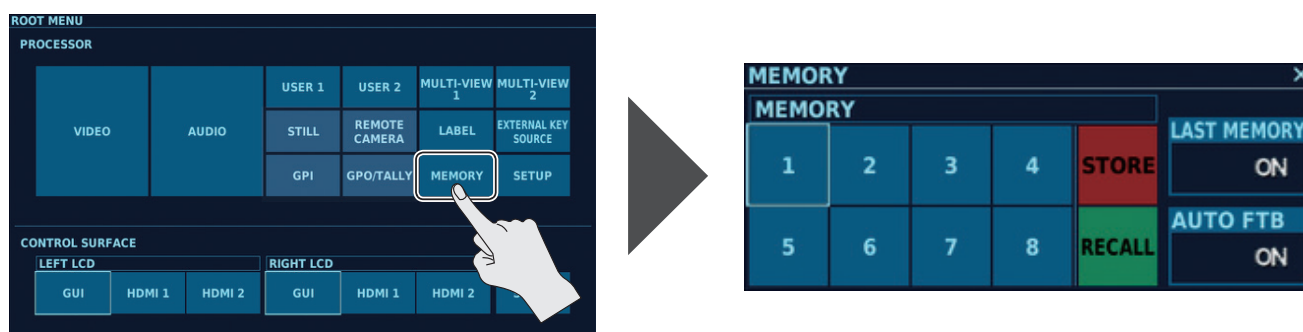 ROOT MENU
PROCESSOR
VIDEO
AUDIO
USER 1
USER 2
MULTI-VIEW
1
MULTI-VIEW
2
STILL
REMOTE
CAMERA
LABEL
EXTERNAL KEY
SOURCE
GPI
GPO/TALLY
MEMORY
SETUP
CONTROL SURFACE
LEFT LCD
RIGHT LCD
GUI
HDMI 1
HDMI 2
GUI
HDMI 1
HDMI 2
MEMORY
×
MEMORY
1
2
3
4
STORE
5
6
7
8
RECALL
LAST MEMORY
ON
AUTO FTB
ON